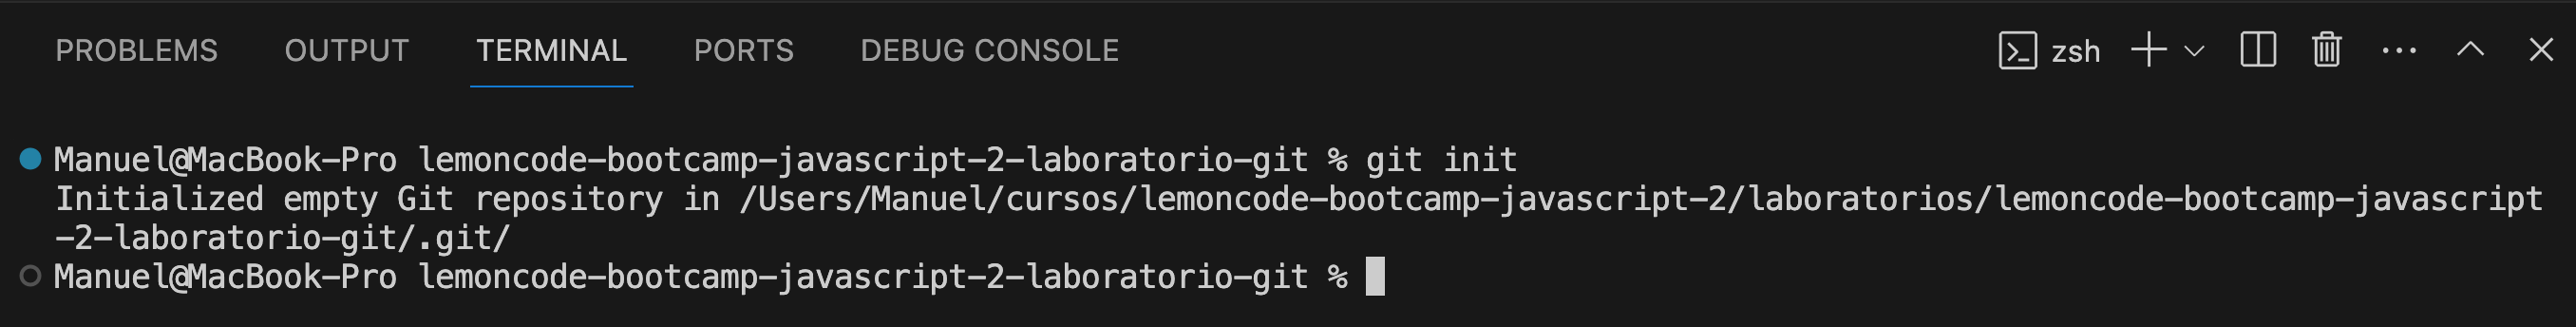 PROBLEMS OUTPUT TERMINAL PORTS DEBUG CONSOLE zsh
Manuel@MacBook-Pro lemoncode-bootcamp-javascript-2-laboratorio-git % git init
Initialized empty Git repository in /Users/Manuel/cursos/lemoncode-bootcamp-javascript-2/laboratorios/lemoncode-bootcamp-javascript
-2-laboratorio-git/.git/
Manuel@MacBook-Pro lemoncode-bootcamp-javascript-2-laboratorio-git %